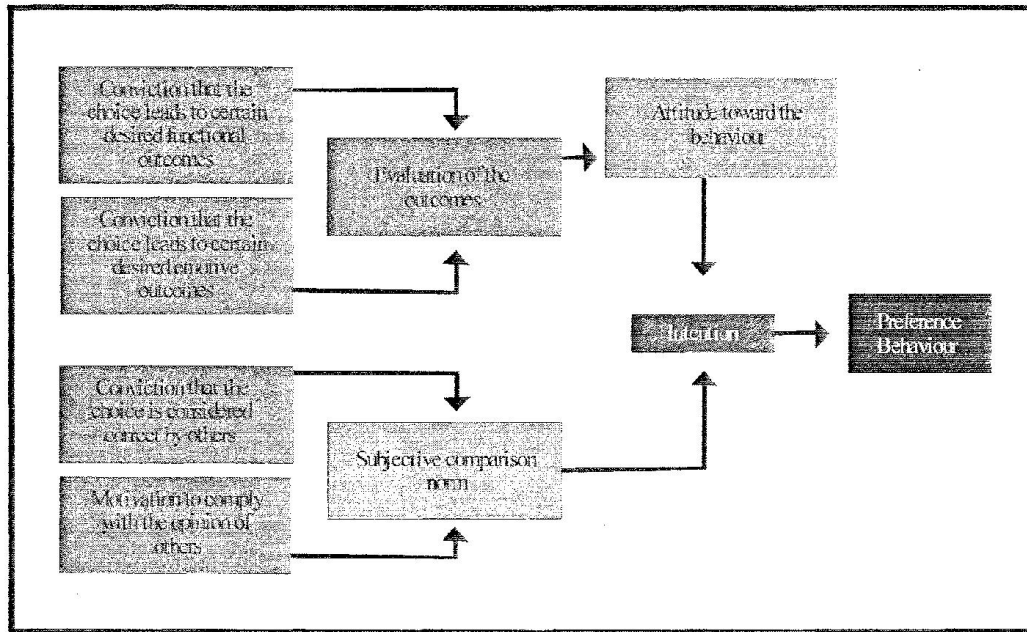 Conviction that the
choice leads to certain
desired functional
outcomes
Conviction that the
choice leads to certain
desired emotive
outcomes
Evaluation of the
outcomes
Attitude toward the
behaviour
Intention
Preference
Behaviour
Conviction that the
choice is considered
correct by others
Motivation to comply
with the opinion of
others
Subjective comparison
norm